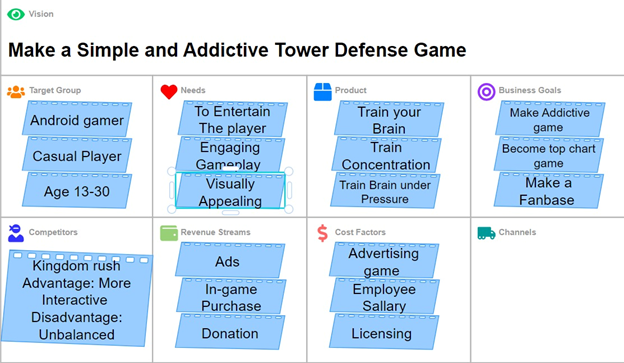 Vision
Make a Simple and Addictive Tower Defense Game
Target Group
Android gamer
Casual Player
Age 13-30
Needs
To Entertain
The player
Engaging
Gameplay
Visually
Appealing
Product
Train your
Brain
Train
Concentration
Train Brain under
Pressure
Business Goals
Make Addictive
game
Become top chart
game
Make a
Fanbase
Competitors
Kingdom rush
Advantage: More
Interactive
Disadvantage:
Unbalanced
Revenue Streams
Ads
In-game
Purchase
Donation
Cost Factors
Advertising
game
Employee
Sallary
Licensing
Channels